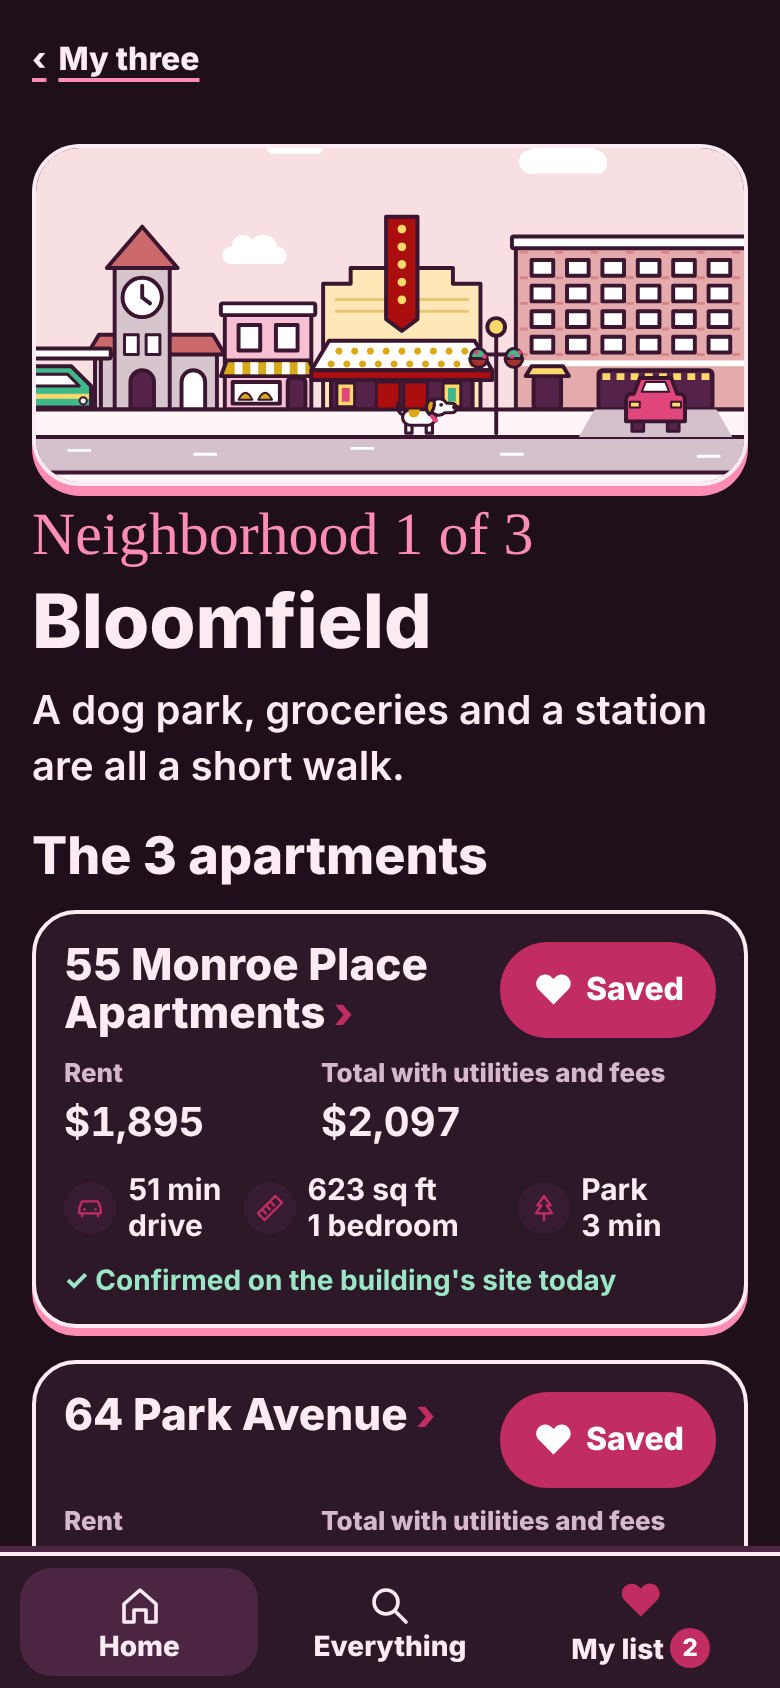 ‹ My three
Neighborhood 1 of 3
Bloomfield
A dog park, groceries and a station
are all a short walk.
The 3 apartments
55 Monroe Place
Apartments ›
Saved
Rent
Total with utilities and fees
$1,895
$2,097
51 min
drive
623 sq ft
1 bedroom
Park
3 min
✓ Confirmed on the building's site today
64 Park Avenue ›
Saved
Rent
Total with utilities and fees
Home
Everything
My list 2